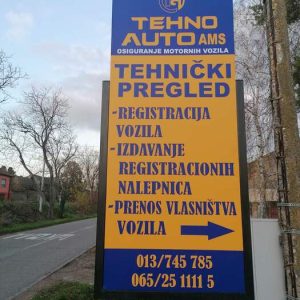 TEHNO
AUTO AMS
OSIGURANJE MOTORNIH VOZILA
TEHNIČKI
PREGLED
-REGISTRACIJA
VOZILA
-IZDAVANJE
REGISTRACIONIH
NALEPNICA
-PRENOS VLASNIŠTVA
VOZILA
013/745 785
065/25 1111 5